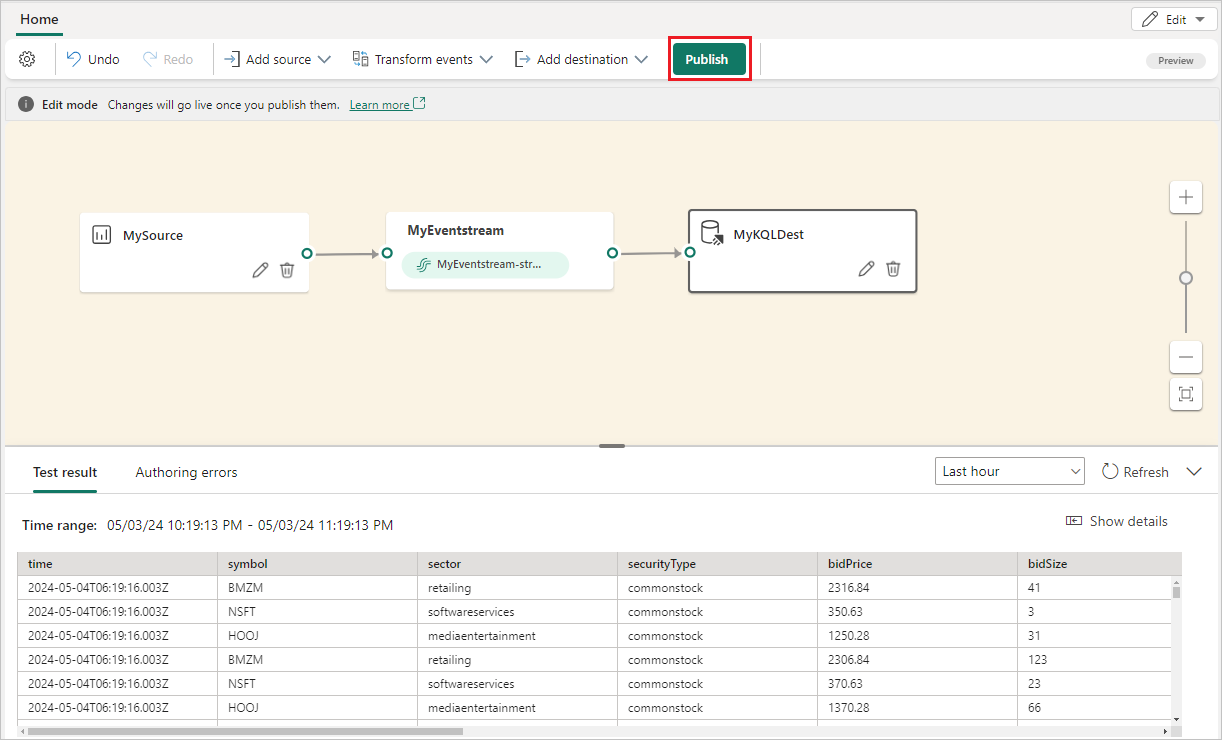 Home
Edit
Undo Redo Add source Transform events Add destination Publish
Preview
Edit mode Changes will go live once you publish them. Learn more
MySource
MyEventstream
MyEventstream-str...
MyKQLDest
Test result Authoring errors Last hour Refresh
Time range: 05/03/24 10:19:13 PM - 05/03/24 11:19:13 PM Show details
time symbol sector securityType bidPrice bidSize
2024-05-04T06:19:16.003Z BMZM retailing commonstock 2316.84 41
2024-05-04T06:19:16.003Z NSFT softwareservices commonstock 350.63 3
2024-05-04T06:19:16.003Z HOOJ mediaentertainment commonstock 1250.28 31
2024-05-04T06:19:16.003Z BMZM retailing commonstock 2306.84 123
2024-05-04T06:19:16.003Z NSFT softwareservices commonstock 370.63 23
2024-05-04T06:19:16.003Z HOOJ mediaentertainment commonstock 1370.28 66